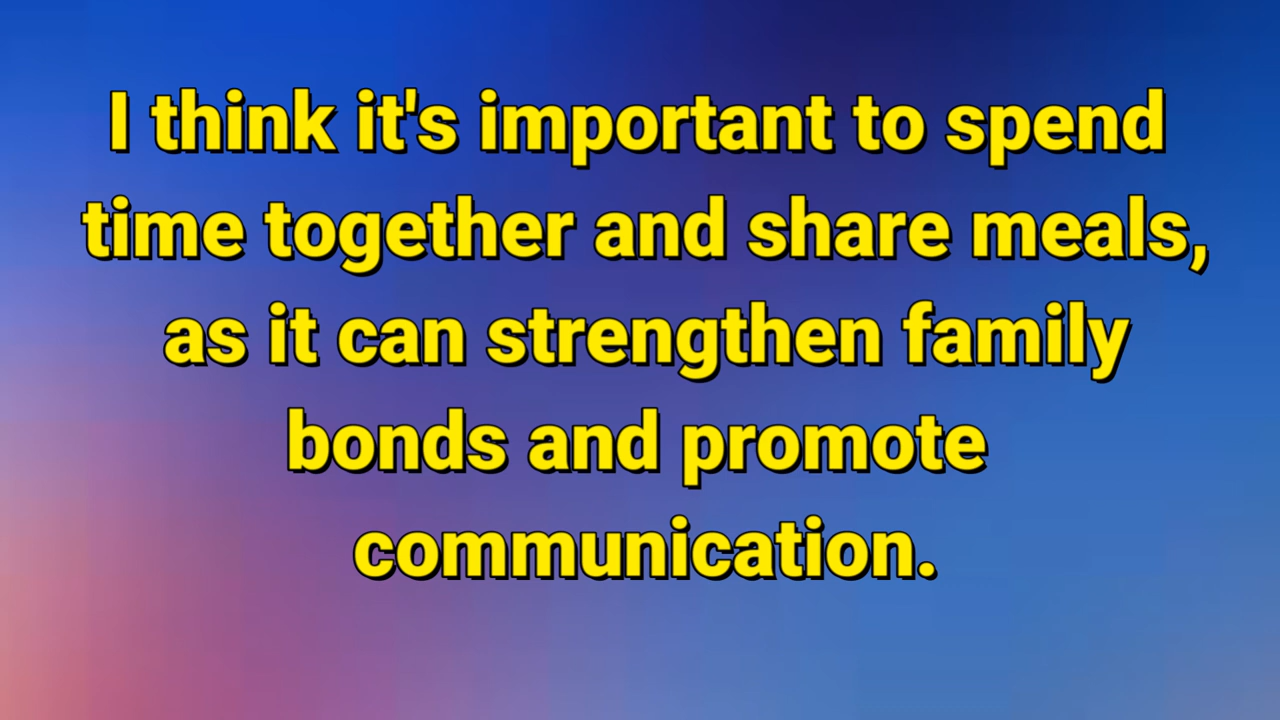 I think it's important to spend
time together and share meals,
as it can strengthen family
bonds and promote
communication.